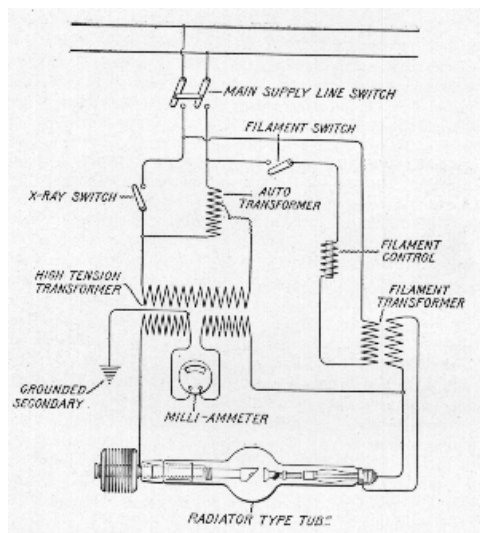 MAIN SUPPLY LINE SWITCH
FILAMENT SWITCH
X-RAY SWITCH
AUTO
TRANSFORMER
FILAMENT
CONTROL
HIGH TENSION
TRANSFORMER
FILAMENT
TRANSFORMER
GROUNDED
SECONDARY
MILLI-AMMETER
RADIATOR TYPE TUBE